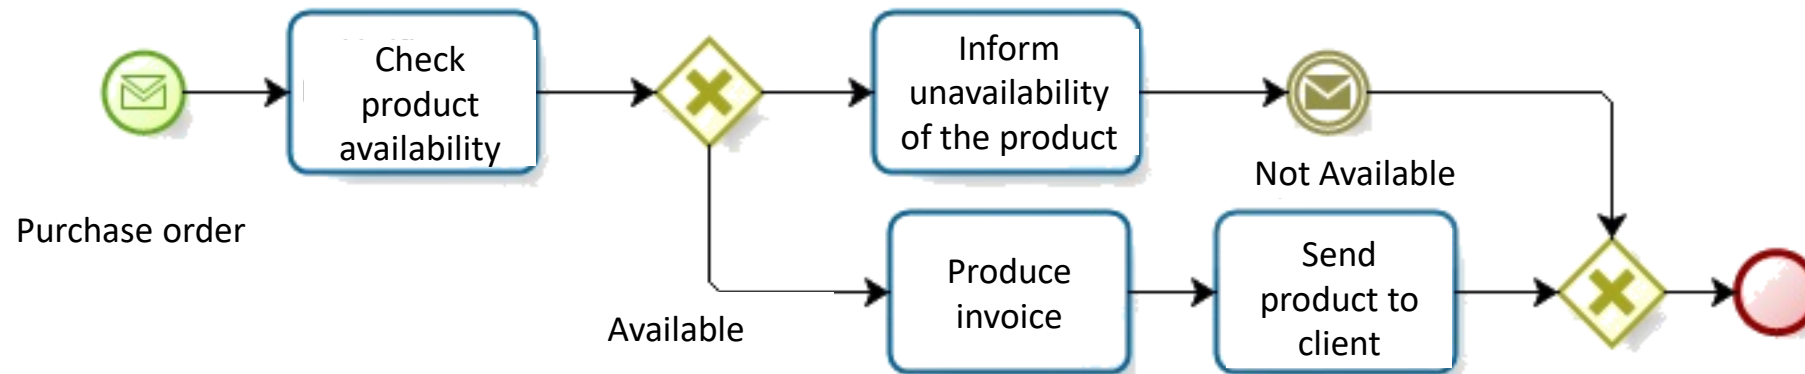 Purchase order
Check
product
availability
Inform
unavailability
of the product
Not Available
Available
Produce
invoice
Send
product to
client